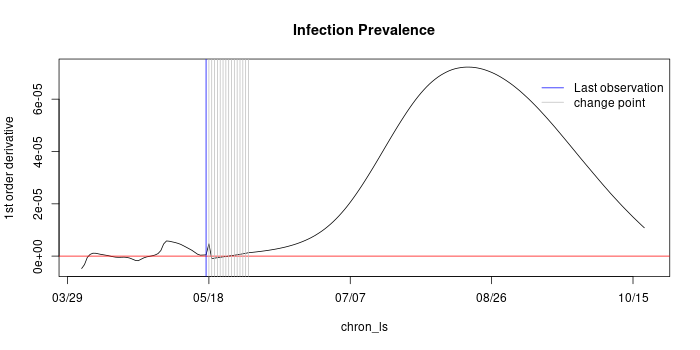 Infection Prevalence
1st order derivative
6e-05
4e-05
2e-05
0e+00
Last observation
change point
03/29 05/18 07/07 08/26 10/15
chron_ls